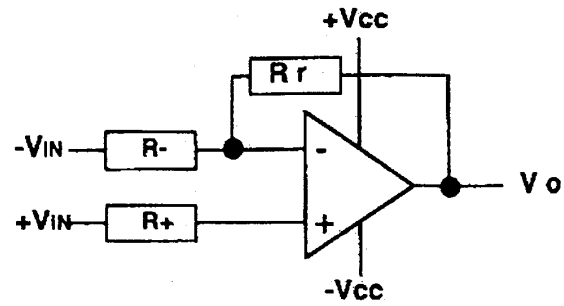 +Vcc
R r
-VIN R- -
V o
+VIN R+ +
-Vcc